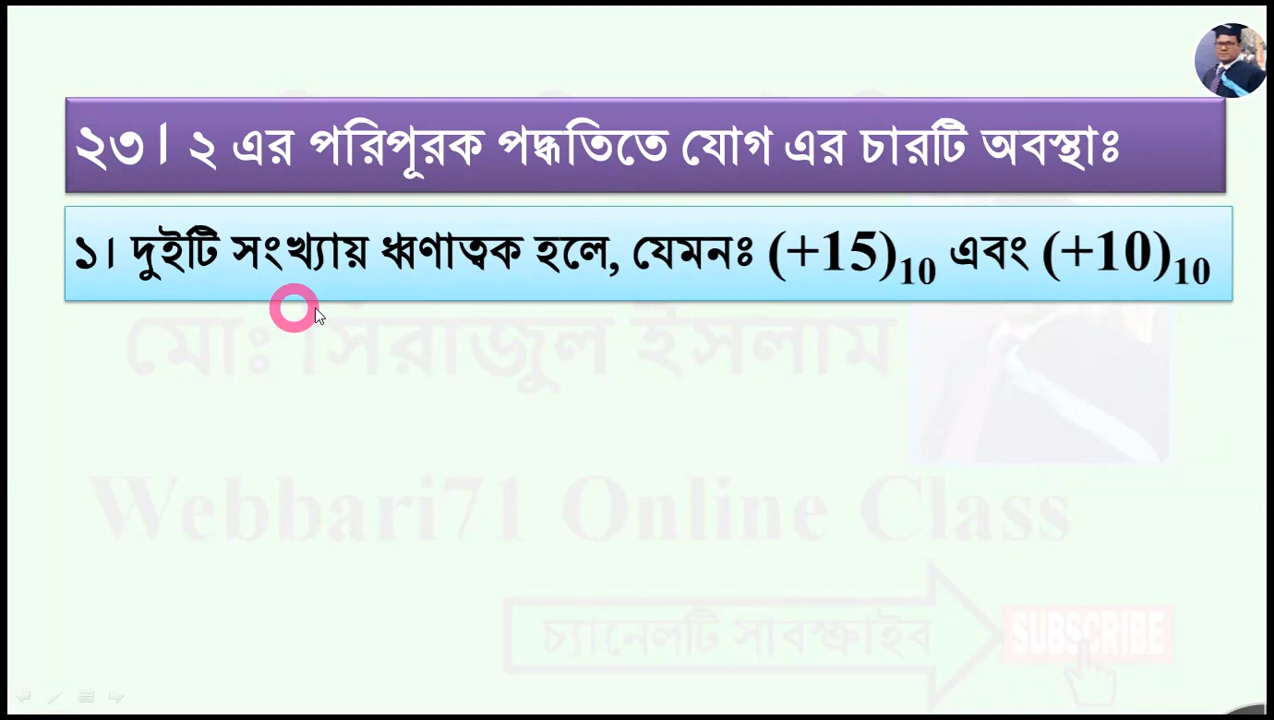 ২৩। ২ এর পরিপূরক পদ্ধতিতে যোগ এর চারটি অবস্থাঃ
১। দুইটি সংখ্যায় ধ্বণাত্বক হলে, যেমনঃ (+15)₁₀ এবং (+10)₁₀
মোঃ সিরাজুল ইসলাম
Webbari71 Online Class
চ্যানেলটি সাবস্ক্রাইব
SUBSCRIBE